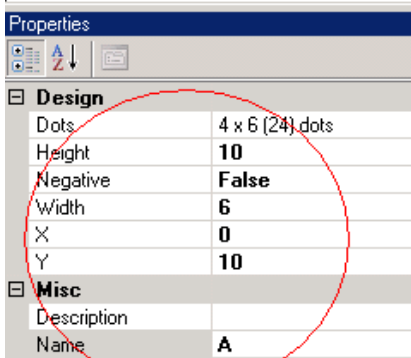 Properties
A Z
Design
Dots 4 x 6 (24) dots
Height 10
Negative False
Width 6
X 0
Y 10
Misc
Description
Name A